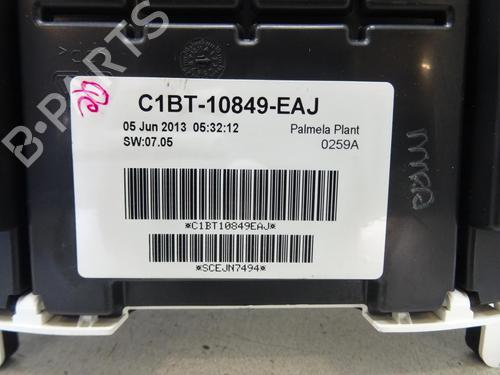 C1BT-10849-EAJ
05 Jun 2013 05:32:12 Palmela Plant
SW:07.05 0259A
*C1BT10849EAJ*
*SCEJN7494*
B-Parts